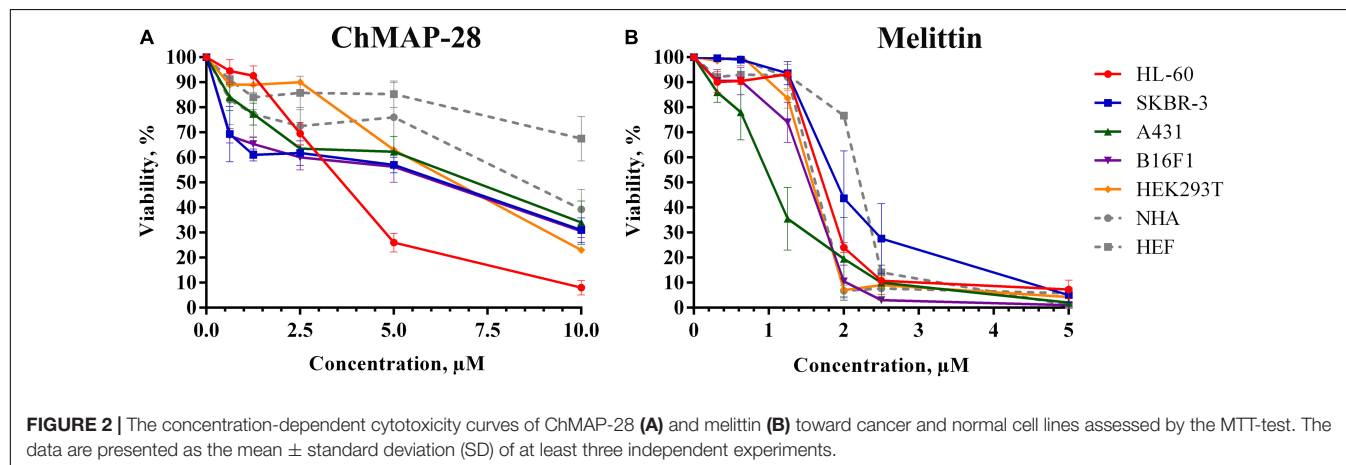 A ChMAP-28
Viability, %
100
90
80
70
60
50
40
30
20
10
0
0.0 2.5 5.0 7.5 10.0
Concentration, µM
B Melittin
Viability, %
100
90
80
70
60
50
40
30
20
10
0
0 1 2 3 4 5
Concentration, µM
HL-60
SKBR-3
A431
B16F1
HEK293T
NHA
HEF
FIGURE 2 | The concentration-dependent cytotoxicity curves of ChMAP-28 (A) and melittin (B) toward cancer and normal cell lines assessed by the MTT-test. The
data are presented as the mean ± standard deviation (SD) of at least three independent experiments.